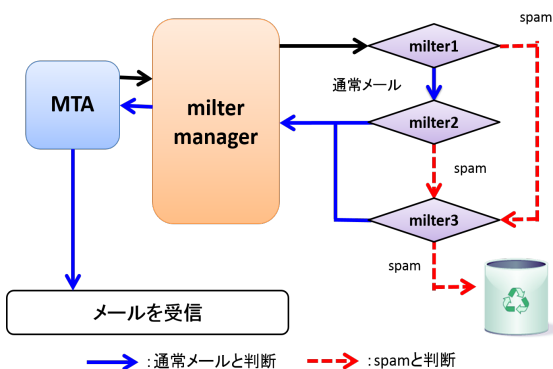 spam
milter1
通常メール
MTA
milter
manager
milter2
spam
milter3
spam
メールを受信
:通常メールと判断
:spamと判断